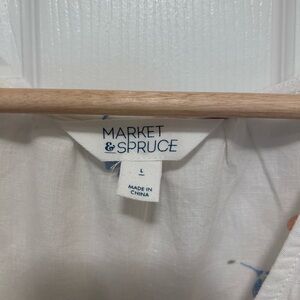 MARKET
& SPRUCE
L
MADE IN
CHINA